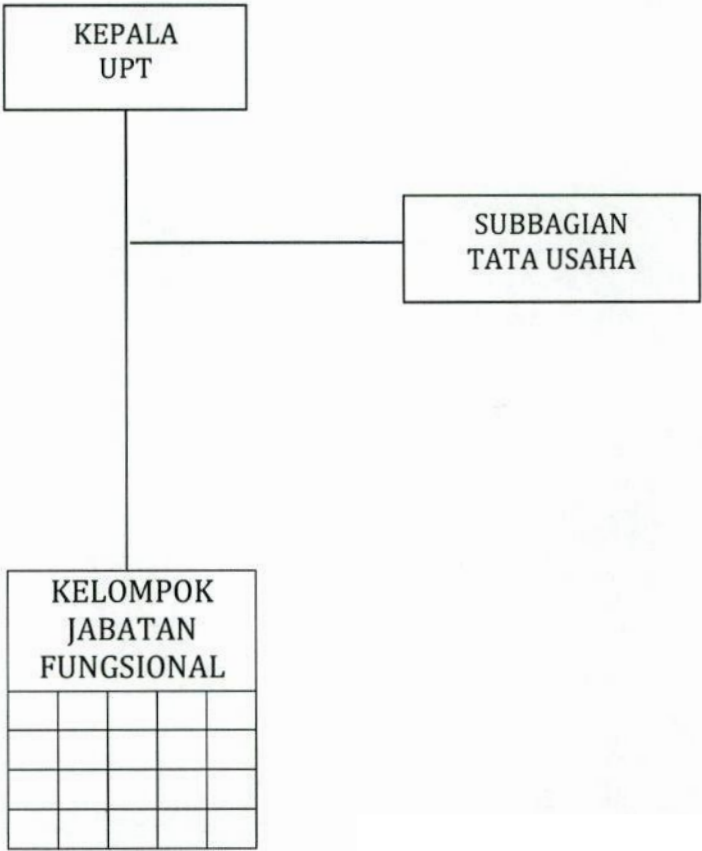 KEPALA
UPT
SUBBAGIAN
TATA USAHA
KELOMPOK
JABATAN
FUNGSIONAL